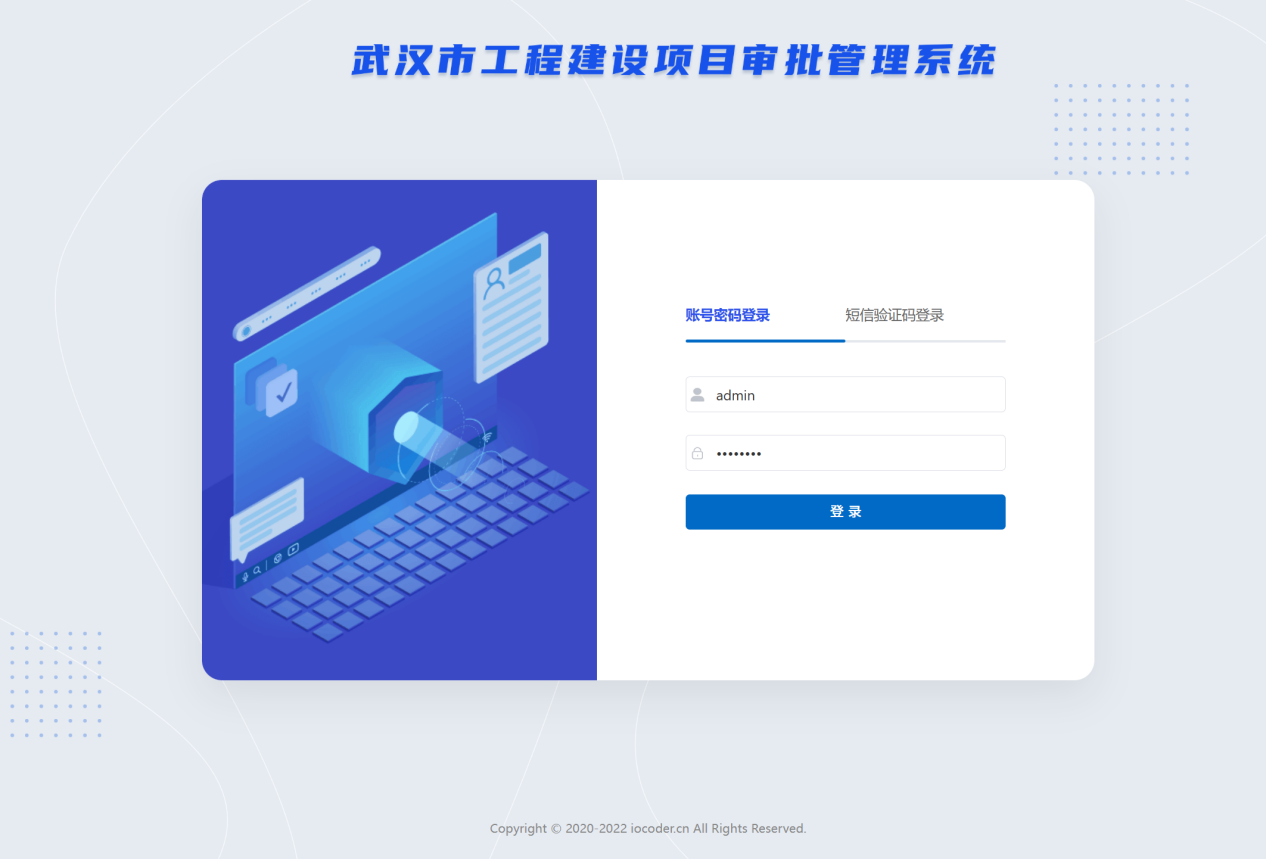 武汉市工程建设项目审批管理系统
账号密码登录 短信验证码登录
admin
••••••••
登 录
Copyright © 2020-2022 iocoder.cn All Rights Reserved.